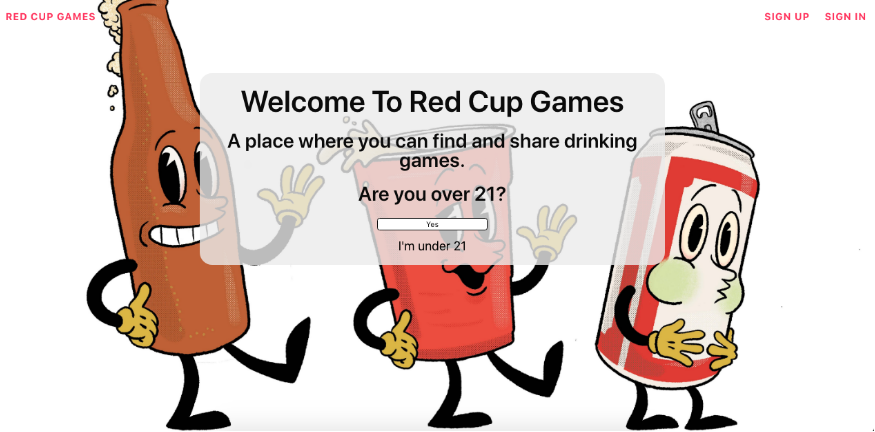 RED CUP GAMES
SIGN UP
SIGN IN
Welcome To Red Cup Games
A place where you can find and share drinking
games.
Are you over 21?
Yes
I'm under 21